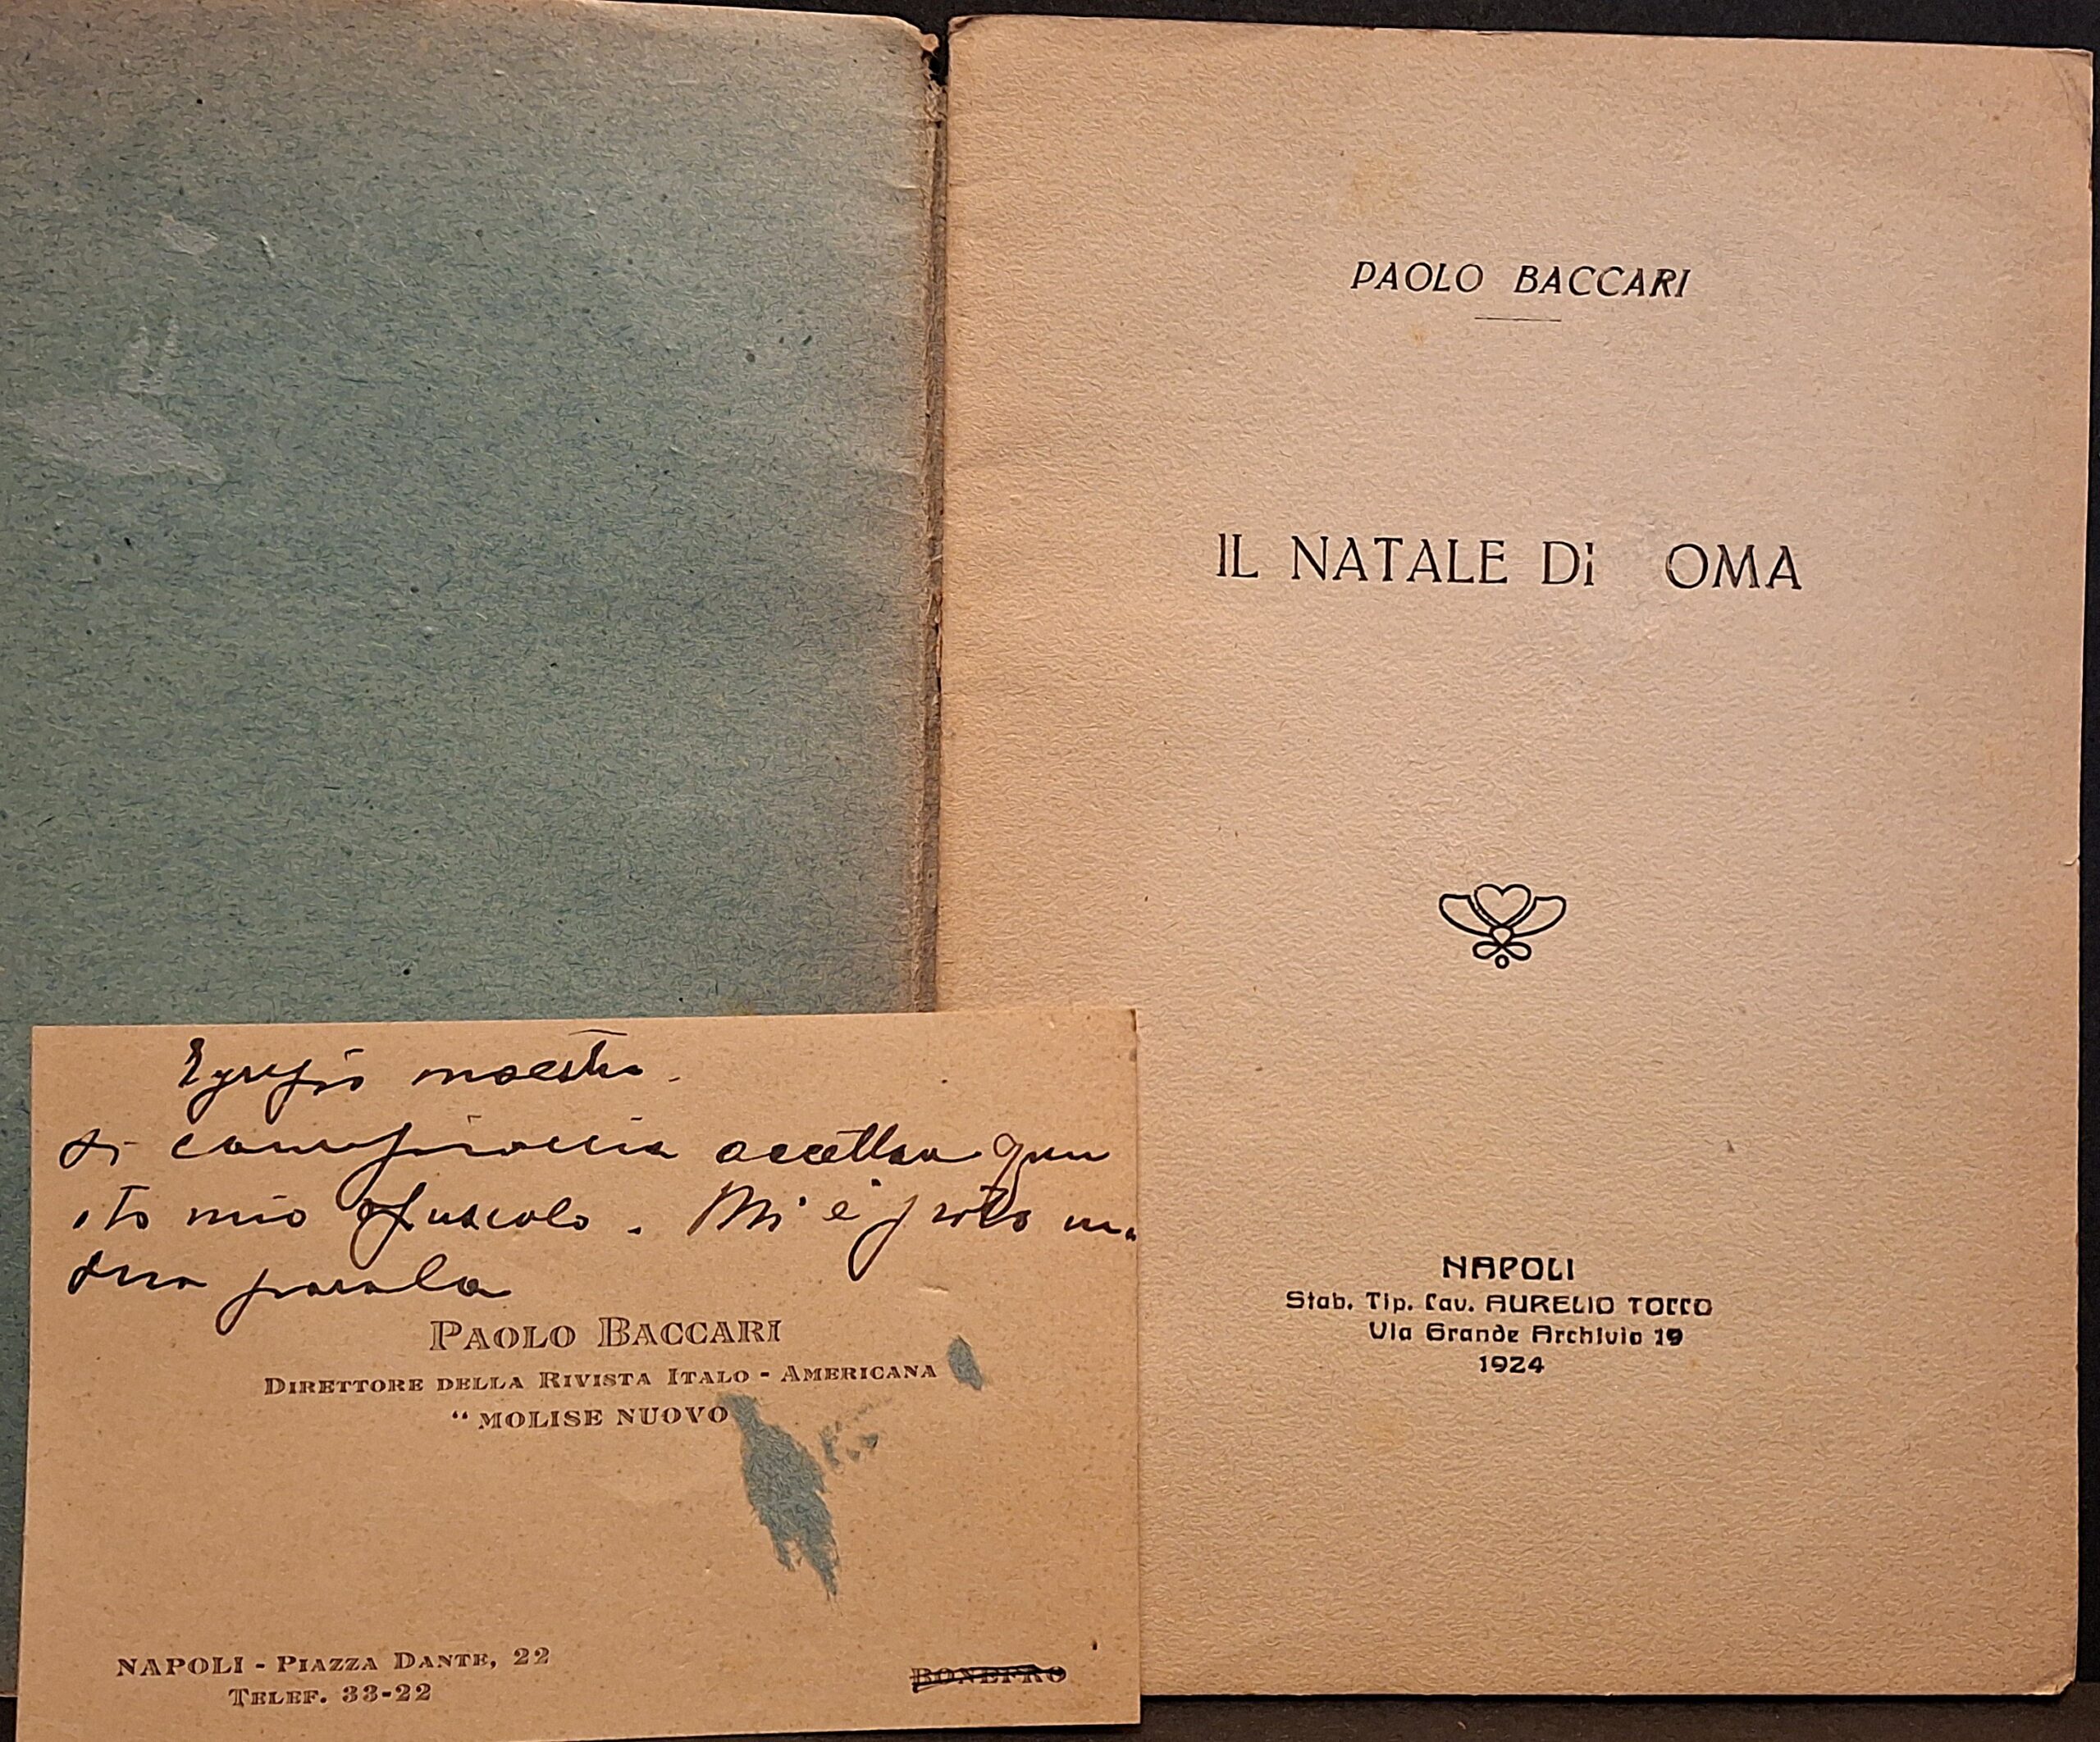 PAOLO BACCARI
IL NATALE Di OMA
NAPOLI
Stab. Tip. Cav. AURELIO TOCCO
Via Grande Archivio 19
1924
Egregio maestro.
si compiaccia accettare que
sto mio opuscolo. Mi è grato una
sua parola
PAOLO BACCARI
DIRETTORE DELLA RIVISTA ITALO - AMERICANA
“ MOLISE NUOVO
NAPOLI - PIAZZA DANTE, 22
TELEF. 33-22
BONEFRO